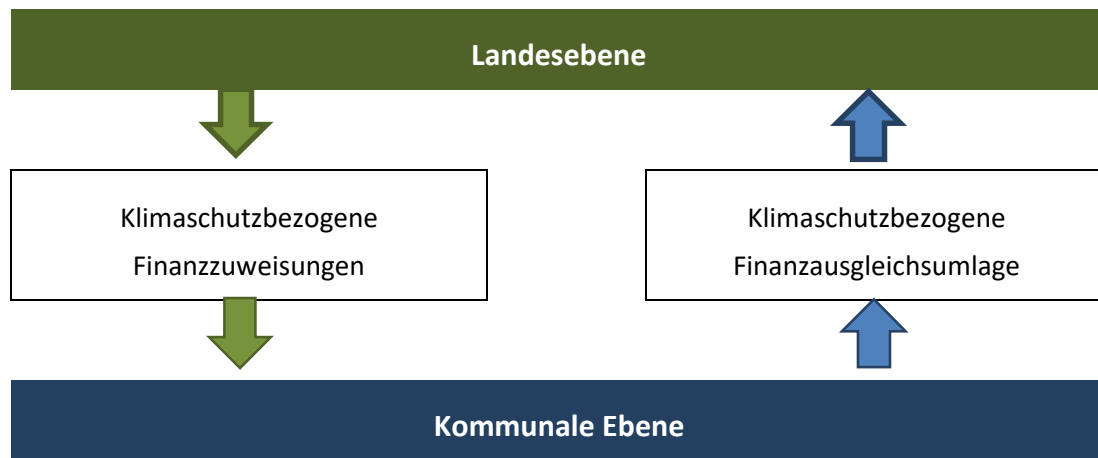 Landesebene
Klimaschutzbezogene
Finanzzuweisungen
Klimaschutzbezogene
Finanzausgleichsumlage
Kommunale Ebene